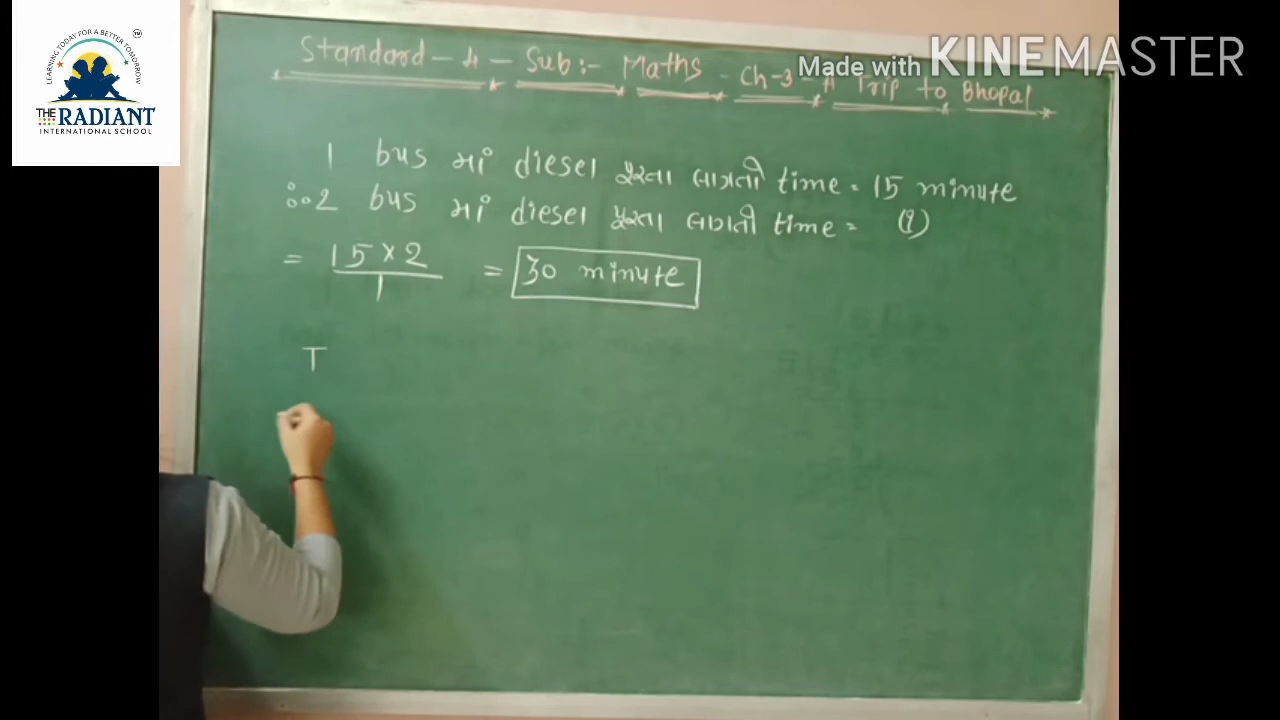 LEARNING TODAY FOR A BETTER TOMORROW
TM
THE RADIANT
INTERNATIONAL SCHOOL
Made with KINEMASTER
Standard - 4 - Sub:- Maths - Ch-3 - A Trip to Bhopal
1 bus માં diesel પુરતા લાગતો time = 15 minute
∴ 2 bus માં diesel પુરતા લાગતો time = (?)
= 15 × 2 / 1 = 30 minute
T